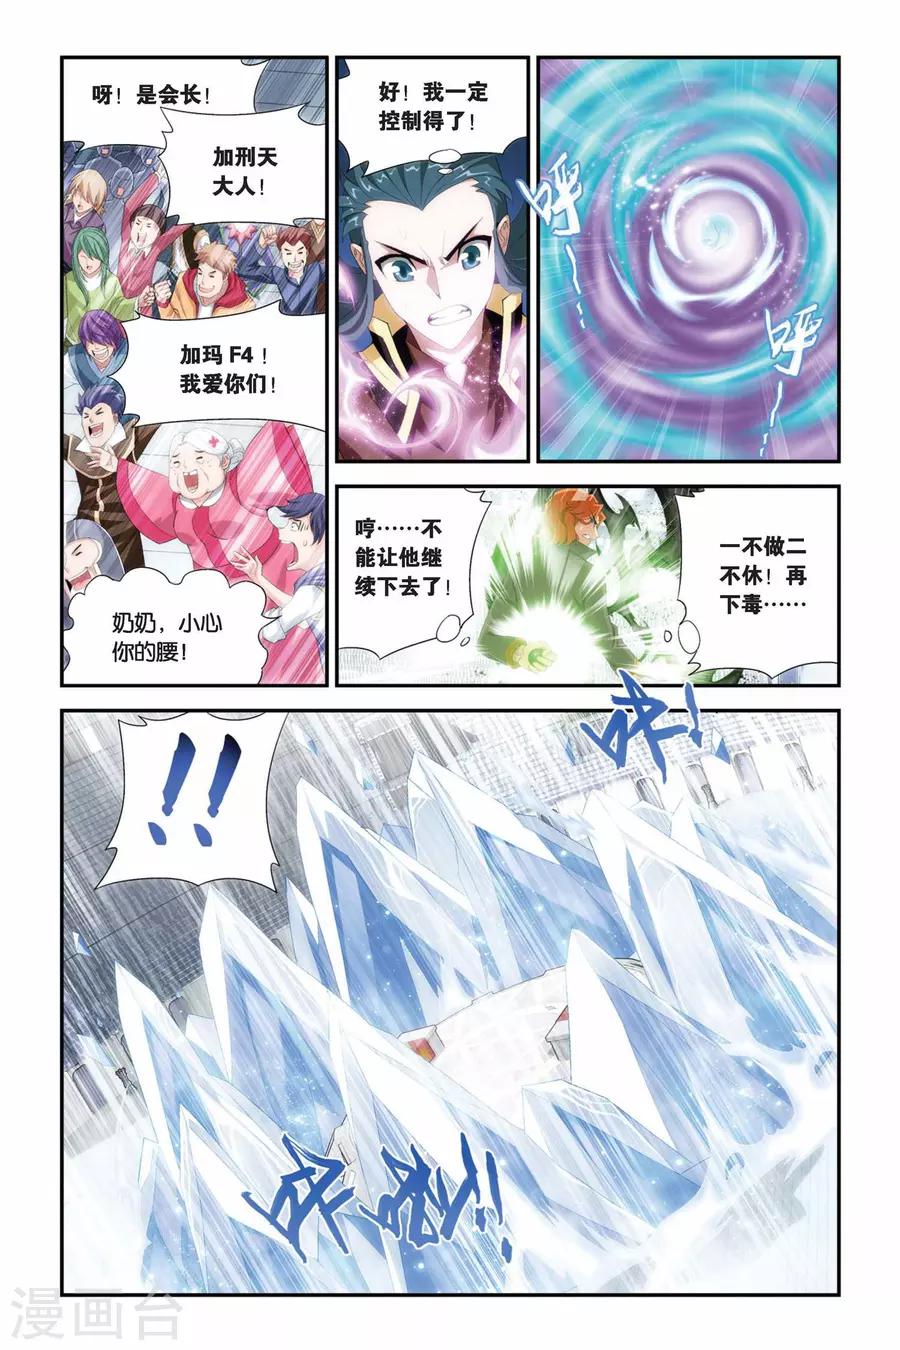 呀！是会长！
加刑天
大人！
加玛 F4 ！
我爱你们！
奶奶，小心
你的腰！
好！我一定
控制得了！
呼
呼
哼……不
能让他继
续下去了！
一不做二
不休！再
下毒……
！！
咔！
漫画台